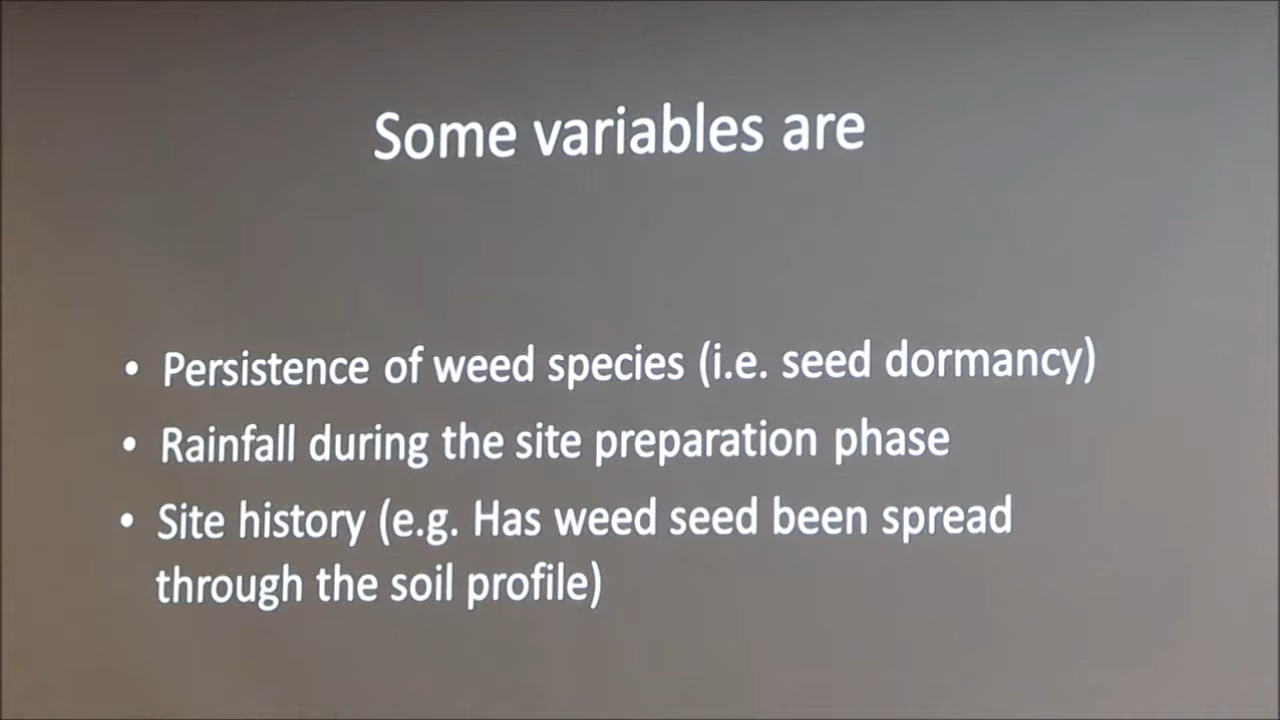 Some variables are
• Persistence of weed species (i.e. seed dormancy)
• Rainfall during the site preparation phase
• Site history (e.g. Has weed seed been spread
through the soil profile)